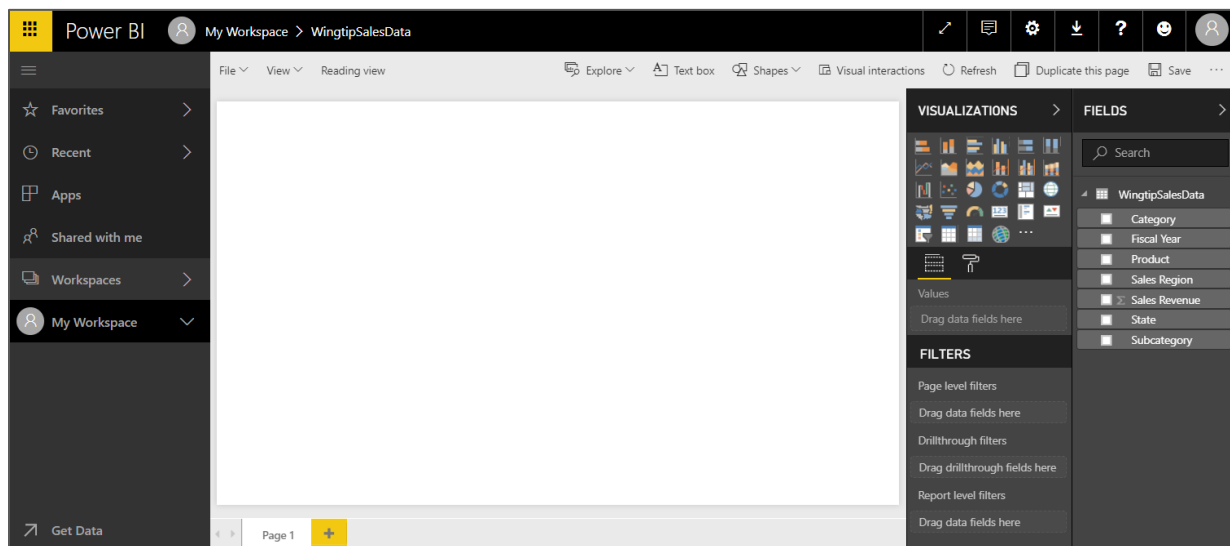 Power BI My Workspace > WingtipSalesData ?
File View Reading view Explore Text box Shapes Visual interactions Refresh Duplicate this page Save ...
Favorites
Recent
Apps
Shared with me
Workspaces
My Workspace
Get Data
Page 1 +
VISUALIZATIONS
123
...
Values
Drag data fields here
FILTERS
Page level filters
Drag data fields here
Drillthrough filters
Drag drillthrough fields here
Report level filters
Drag data fields here
FIELDS
Search
WingtipSalesData
Category
Fiscal Year
Product
Sales Region
Σ Sales Revenue
State
Subcategory